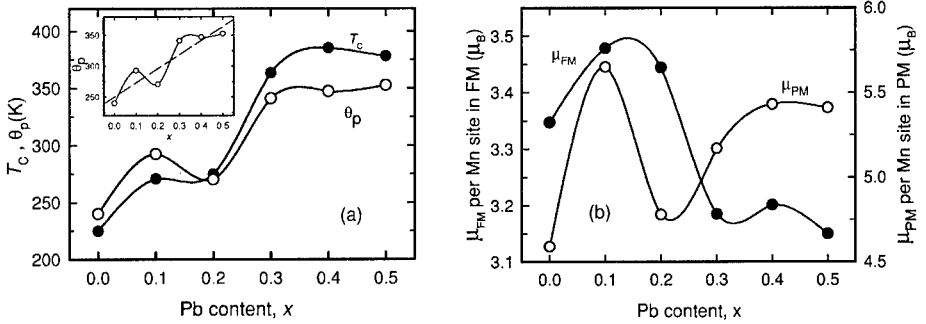 400
375
350
325
300
275
250
225
200
T_C , θ_p(K)
350
300
250
θ_p
0.0 0.1 0.2 0.3 0.4 0.5
x
T_c
θ_p
(a)
0.0 0.1 0.2 0.3 0.4 0.5
Pb content, x
3.5
3.4
3.3
3.2
3.1
μ_FM per Mn site in FM (μ_B)
μ_FM
μ_PM
(b)
0.0 0.1 0.2 0.3 0.4 0.5
Pb content, x
6.0
5.5
5.0
4.5
μ_PM per Mn site in PM (μ_B)